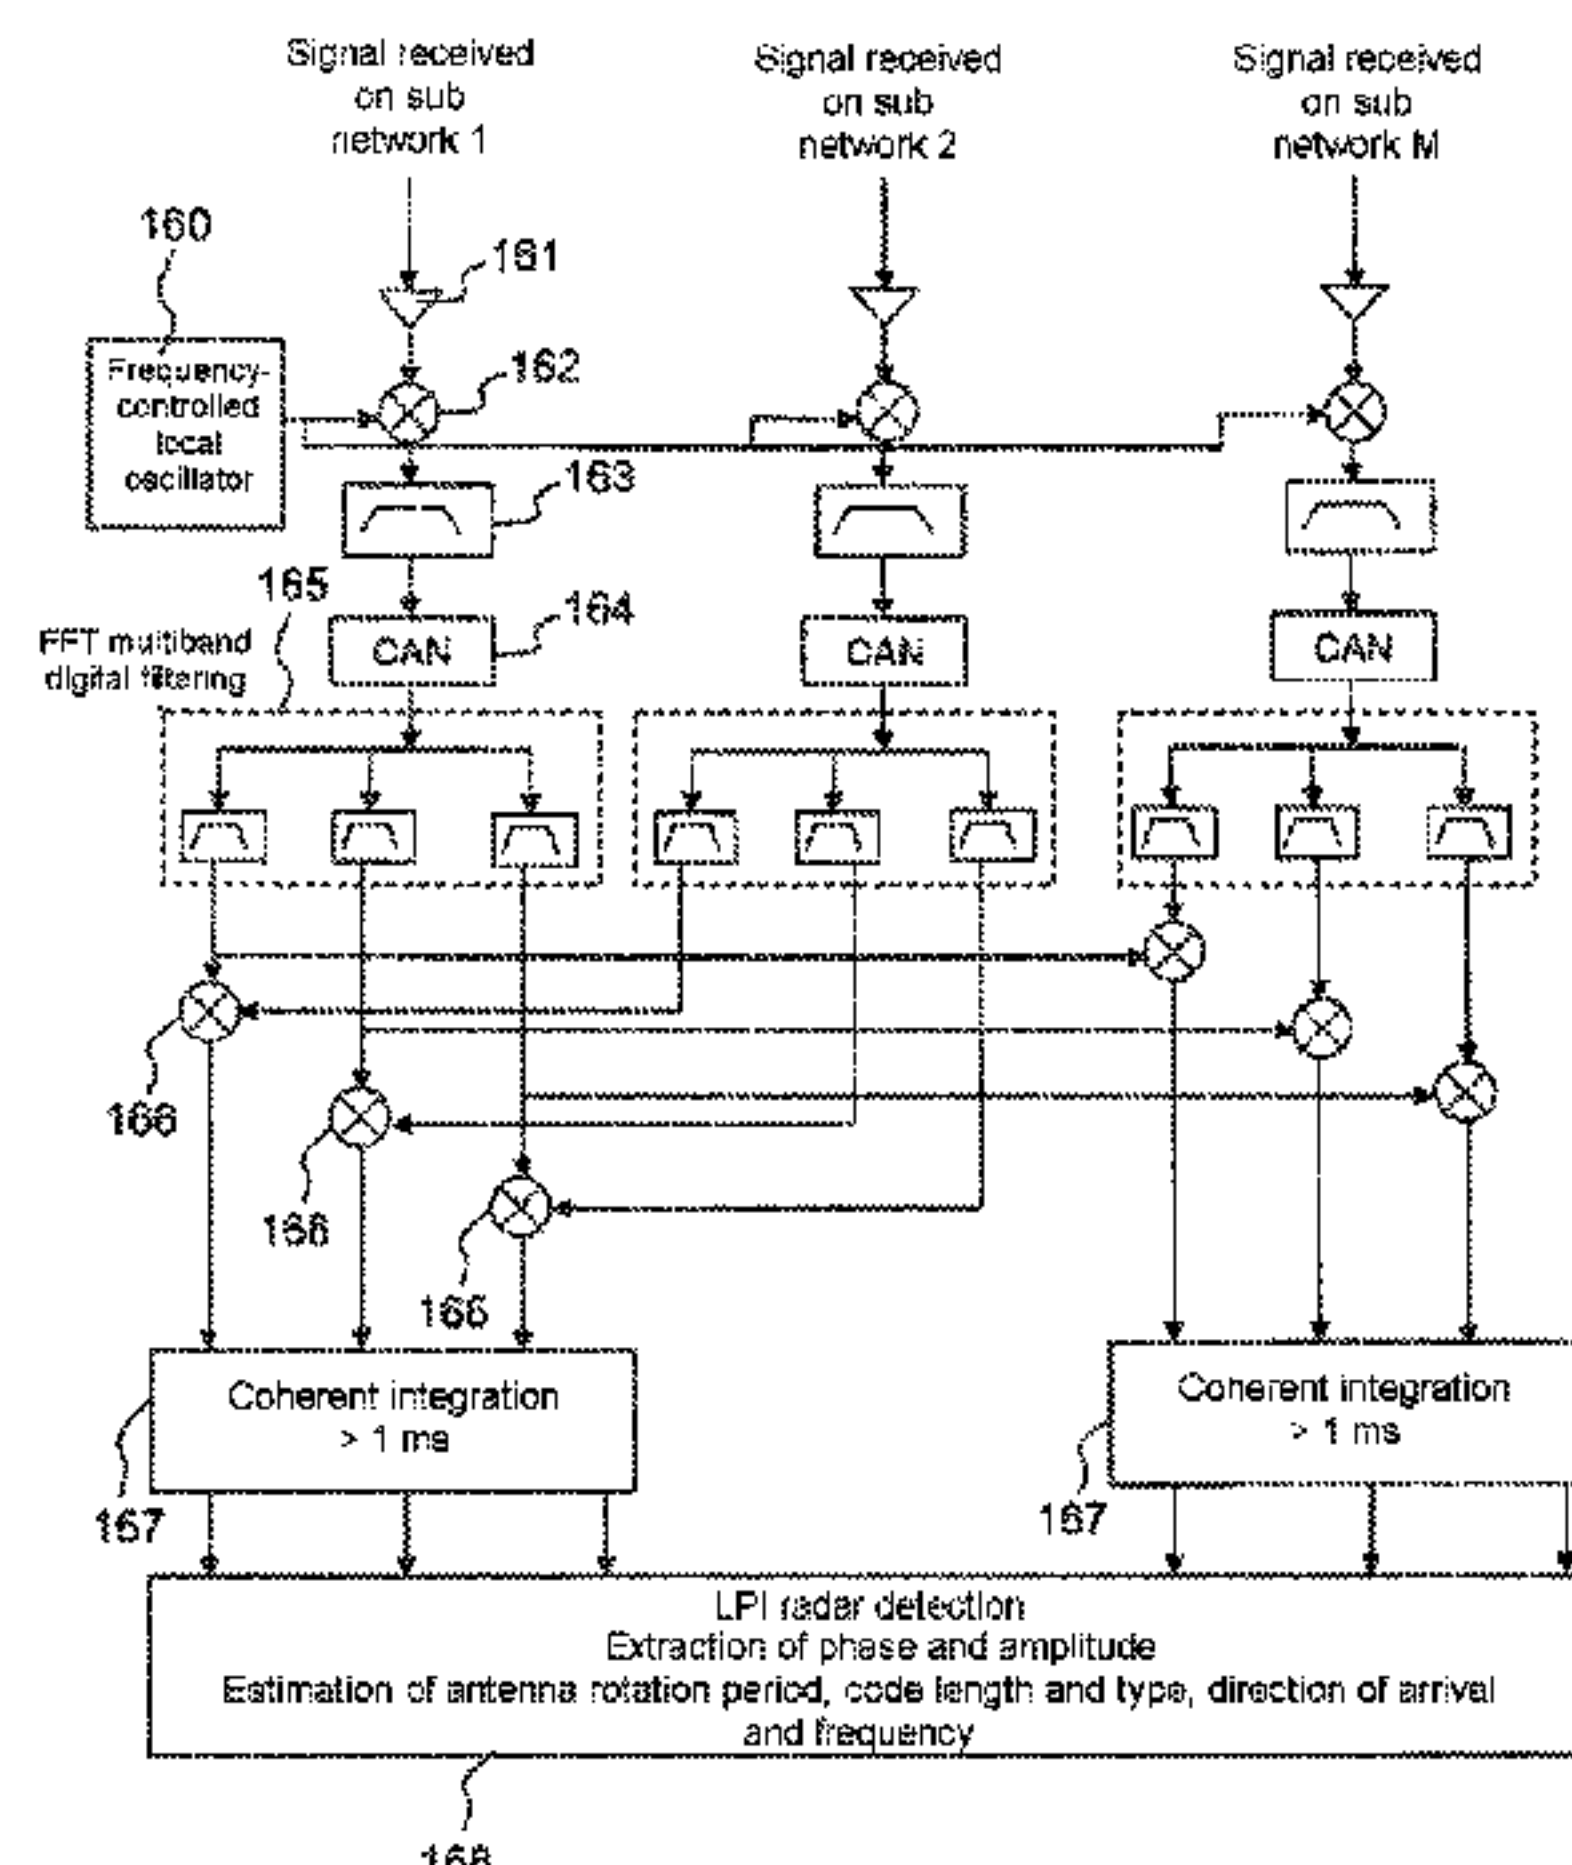 Signal received
on sub
network 1
Signal received
on sub
network 2
Signal received
on sub
network M
160
161
Frequency-
controlled
local
oscillator
162
163
165
FFT multiband
digital filtering
164
CAN
CAN
CAN
166
166
166
Coherent integration
> 1 ms
Coherent integration
> 1 ms
167
167
LPI radar detection
Extraction of phase and amplitude
Estimation of antenna rotation period, code length and type, direction of arrival
and frequency
168